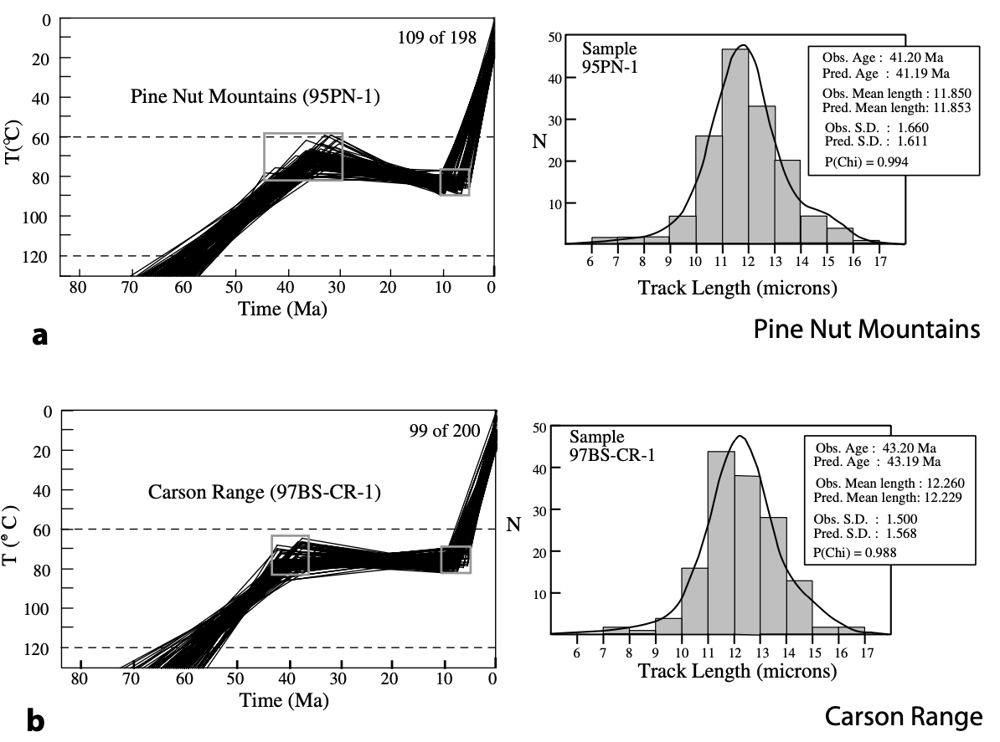 0
20
40
60
80
100
120
T(°C)
109 of 198
Pine Nut Mountains (95PN-1)
80 70 60 50 40 30 20 10 0
Time (Ma)
a
50
40
30
20
10
N
Sample
95PN-1
Obs. Age : 41.20 Ma
Pred. Age : 41.19 Ma
Obs. Mean length : 11.850
Pred. Mean length: 11.853
Obs. S.D. : 1.660
Pred. S.D. : 1.611
P(Chi) = 0.994
6 7 8 9 10 11 12 13 14 15 16 17
Track Length (microns)
Pine Nut Mountains
0
20
40
60
80
100
120
T (° C)
99 of 200
Carson Range (97BS-CR-1)
80 70 60 50 40 30 20 10 0
Time (Ma)
b
50
40
30
20
10
N
Sample
97BS-CR-1
Obs. Age : 43.20 Ma
Pred. Age : 43.19 Ma
Obs. Mean length : 12.260
Pred. Mean length: 12.229
Obs. S.D. : 1.500
Pred. S.D. : 1.568
P(Chi) = 0.988
6 7 8 9 10 11 12 13 14 15 16 17
Track Length (microns)
Carson Range